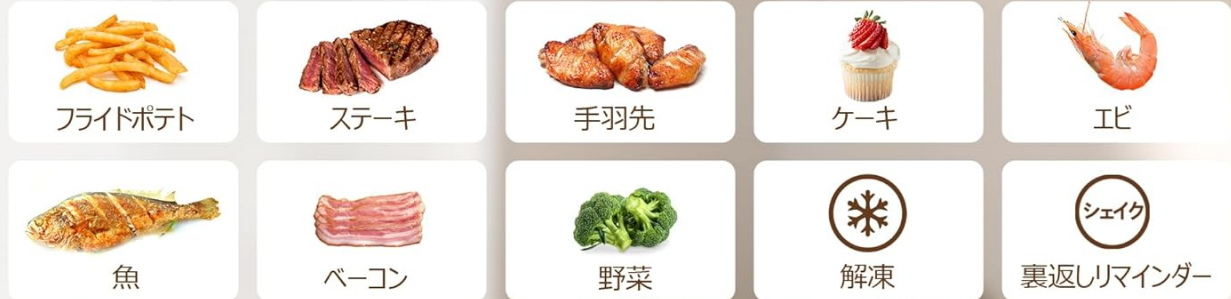 フライドポテト
ステーキ
手羽先
ケーキ
エビ
魚
ベーコン
野菜
解凍
シェイク
裏返しリマインダー